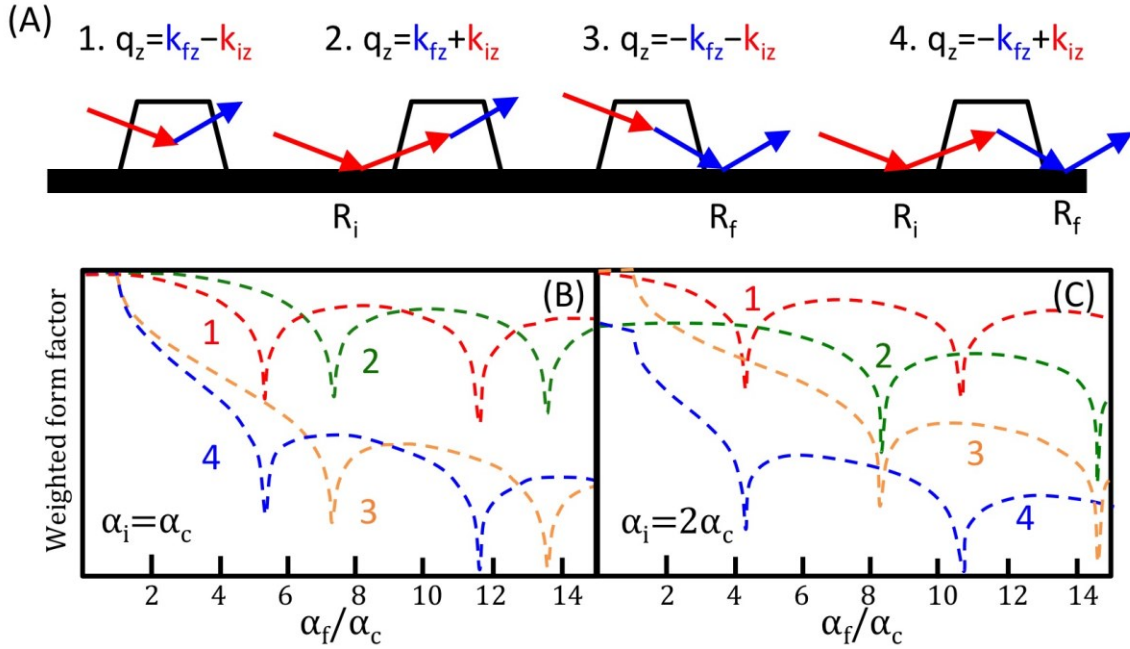 (A)
1. q_z=k_fz−k_iz 2. q_z=k_fz+k_iz 3. q_z=−k_fz−k_iz 4. q_z=−k_fz+k_iz
R_i R_f R_i R_f
Weighted form factor
(B)
1
2
4
3
α_i=α_c
2 4 6 8 10 12 14
α_f/α_c
(C)
1
2
3
4
α_i=2α_c
2 4 6 8 10 12 14
α_f/α_c